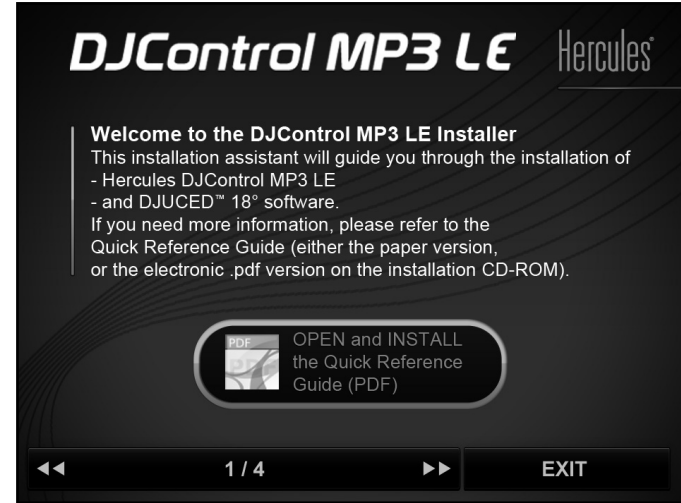 DJControl MP3 LE Hercules®
Welcome to the DJControl MP3 LE Installer
This installation assistant will guide you through the installation of
- Hercules DJControl MP3 LE
- and DJUCED™ 18° software.
If you need more information, please refer to the
Quick Reference Guide (either the paper version,
or the electronic .pdf version on the installation CD-ROM).
PDF
OPEN and INSTALL
the Quick Reference
Guide (PDF)
1 / 4 EXIT